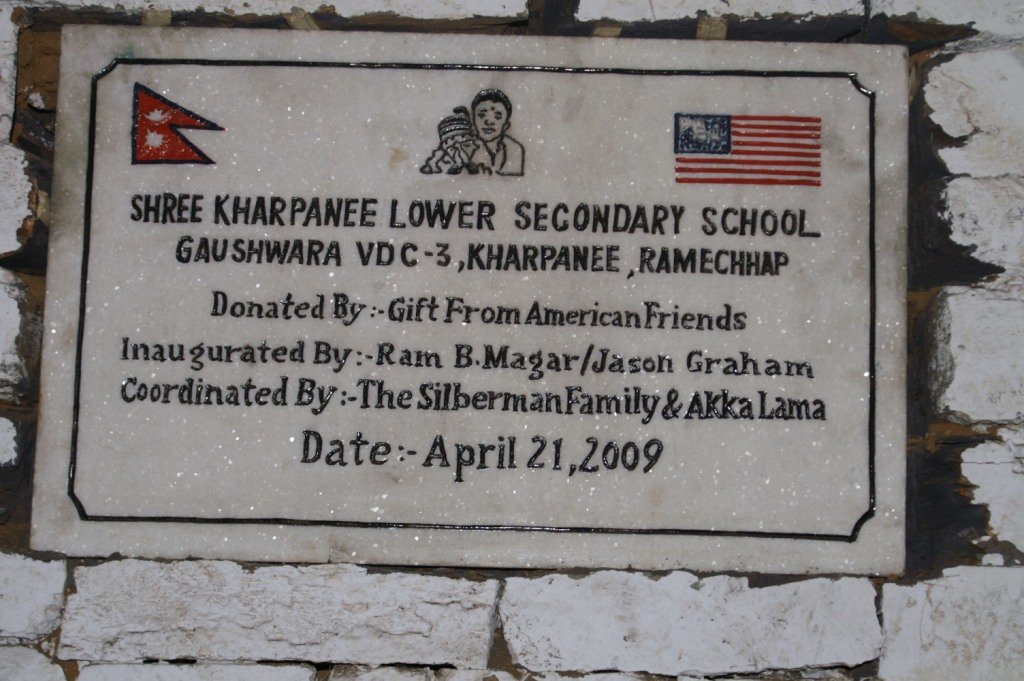 SHREE KHARPANEE LOWER SECONDARY SCHOOL
GAUSHWARA VDC-3, KHARPANEE, RAMECHHAP
Donated By:- Gift From American Friends
Inaugurated By:- Ram B. Magar/Jason Graham
Coordinated By:- The Silberman Family & Akka Lama
Date:- April 21, 2009